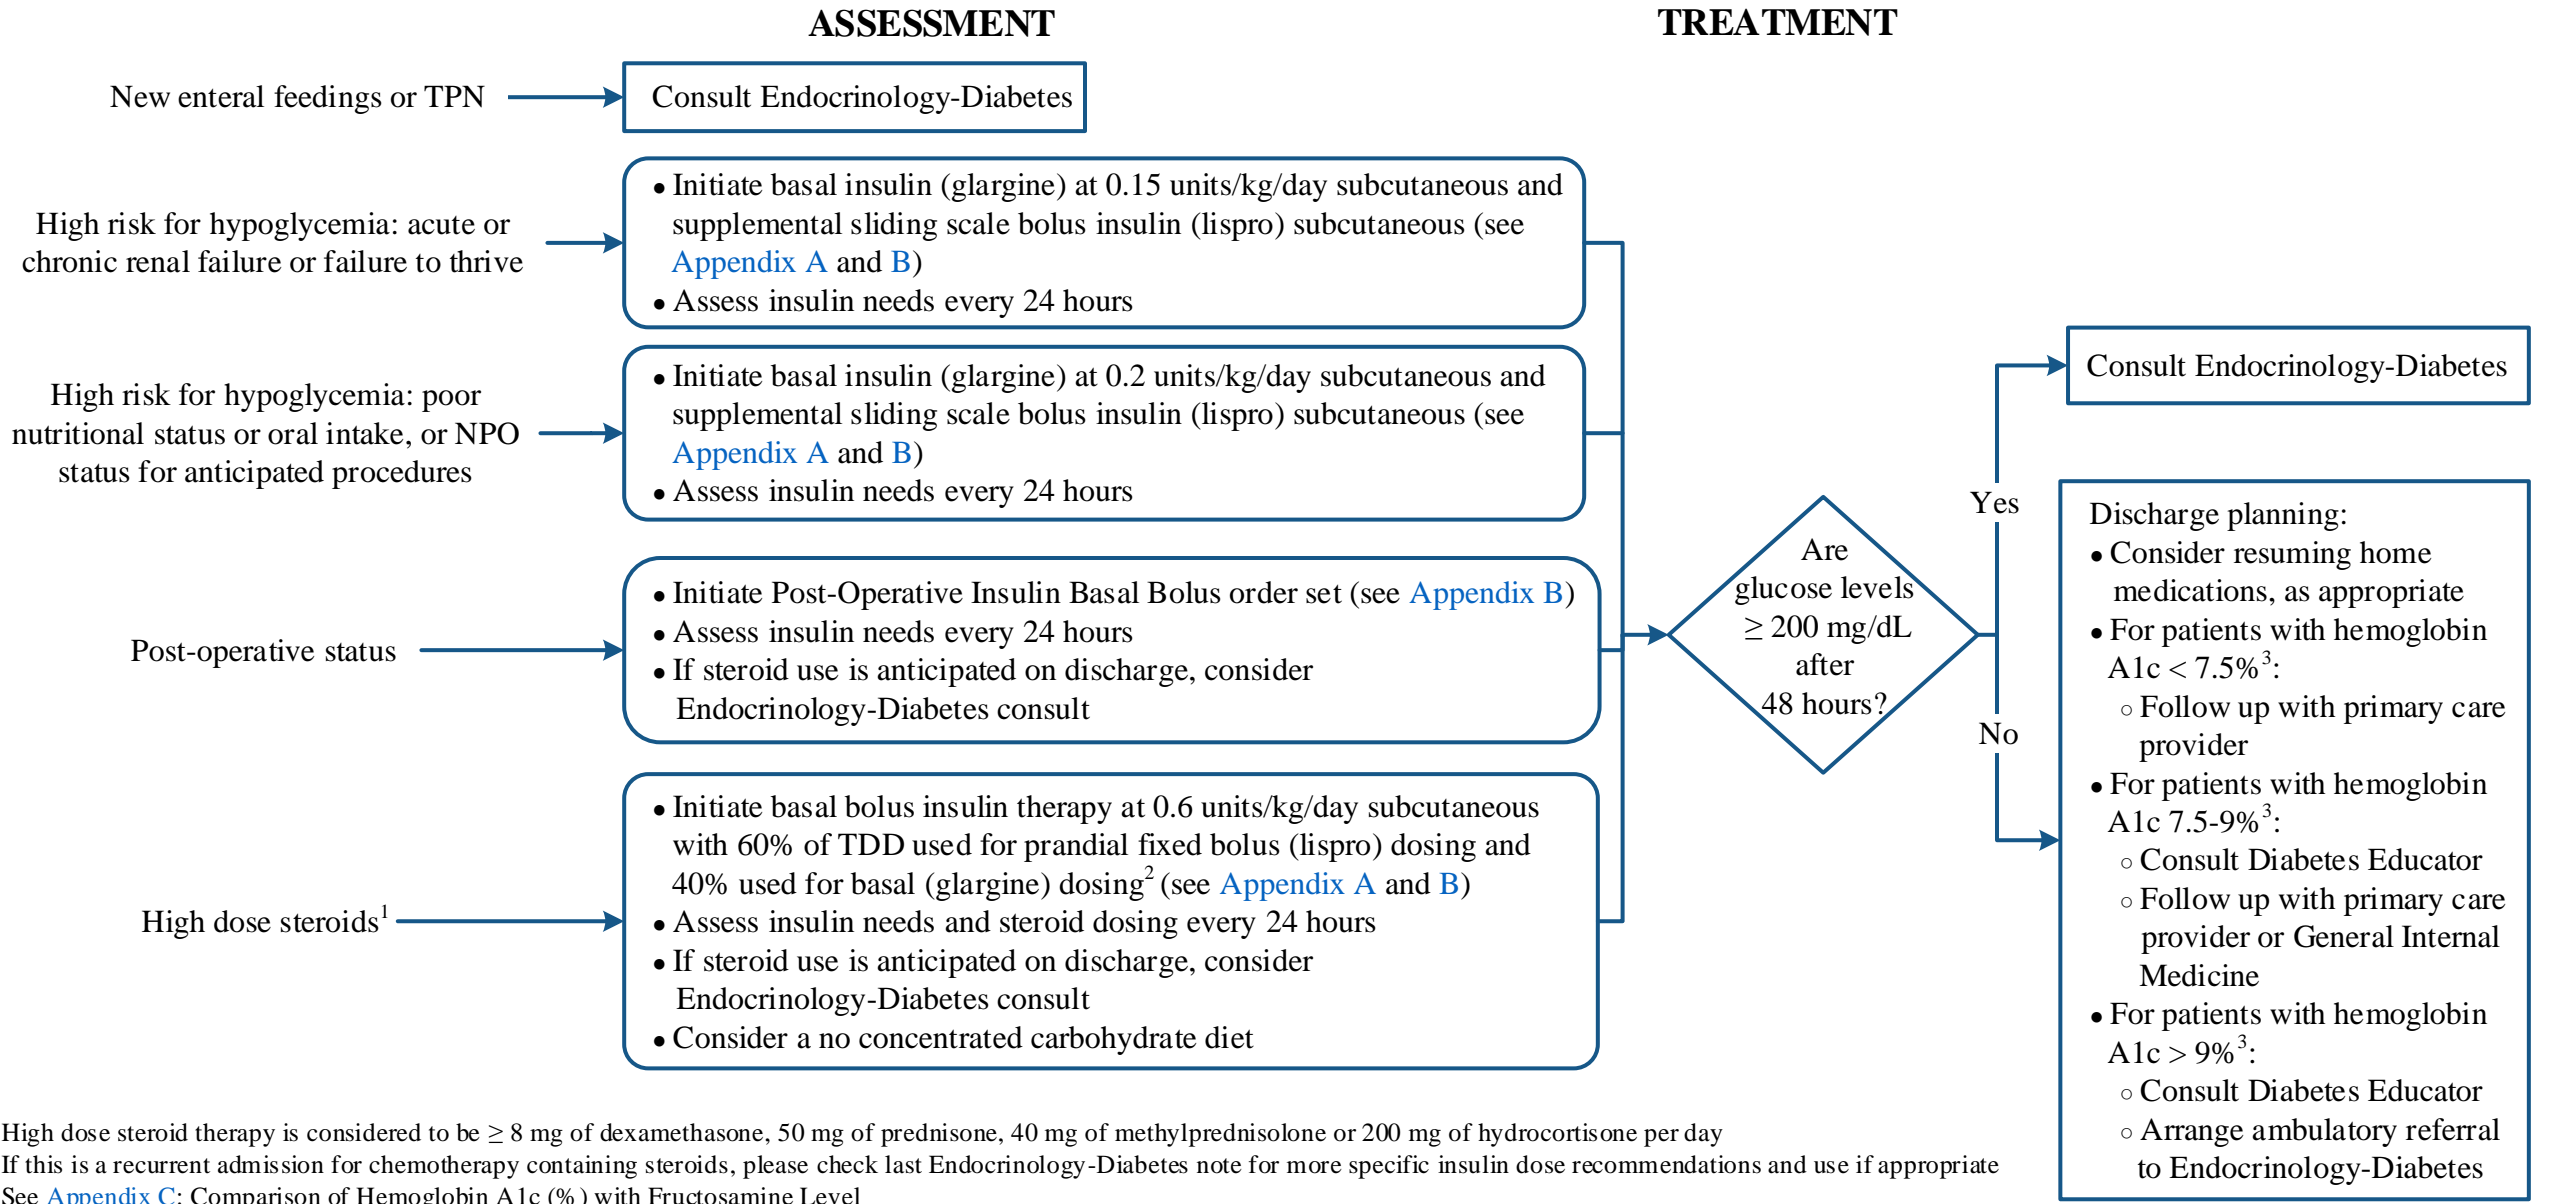 ASSESSMENT
TREATMENT
New enteral feedings or TPN
Consult Endocrinology-Diabetes
High risk for hypoglycemia: acute or
chronic renal failure or failure to thrive
● Initiate basal insulin (glargine) at 0.15 units/kg/day subcutaneous and
supplemental sliding scale bolus insulin (lispro) subcutaneous (see
Appendix A and B)
● Assess insulin needs every 24 hours
High risk for hypoglycemia: poor
nutritional status or oral intake, or NPO
status for anticipated procedures
● Initiate basal insulin (glargine) at 0.2 units/kg/day subcutaneous and
supplemental sliding scale bolus insulin (lispro) subcutaneous (see
Appendix A and B)
● Assess insulin needs every 24 hours
Post-operative status
● Initiate Post-Operative Insulin Basal Bolus order set (see Appendix B)
● Assess insulin needs every 24 hours
● If steroid use is anticipated on discharge, consider
Endocrinology-Diabetes consult
High dose steroids¹
● Initiate basal bolus insulin therapy at 0.6 units/kg/day subcutaneous
with 60% of TDD used for prandial fixed bolus (lispro) dosing and
40% used for basal (glargine) dosing² (see Appendix A and B)
● Assess insulin needs and steroid dosing every 24 hours
● If steroid use is anticipated on discharge, consider
Endocrinology-Diabetes consult
● Consider a no concentrated carbohydrate diet
Are
glucose levels
≥ 200 mg/dL
after
48 hours?
Yes
Consult Endocrinology-Diabetes
No
Discharge planning:
● Consider resuming home
medications, as appropriate
● For patients with hemoglobin
A1c < 7.5%³:
○ Follow up with primary care
provider
● For patients with hemoglobin
A1c 7.5-9%³:
○ Consult Diabetes Educator
○ Follow up with primary care
provider or General Internal
Medicine
● For patients with hemoglobin
A1c > 9%³:
○ Consult Diabetes Educator
○ Arrange ambulatory referral
to Endocrinology-Diabetes
High dose steroid therapy is considered to be ≥ 8 mg of dexamethasone, 50 mg of prednisone, 40 mg of methylprednisolone or 200 mg of hydrocortisone per day
If this is a recurrent admission for chemotherapy containing steroids, please check last Endocrinology-Diabetes note for more specific insulin dose recommendations and use if appropriate
See Appendix C: Comparison of Hemoglobin A1c (%) with Fructosamine Level